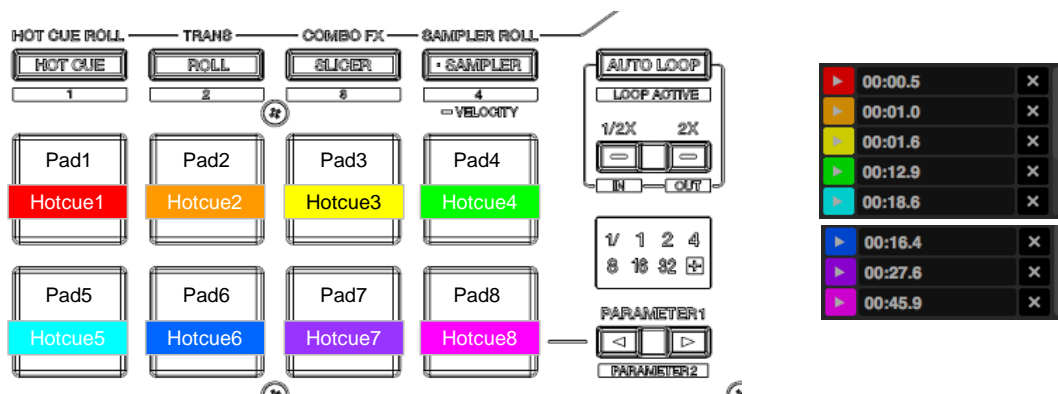 HOT CUE ROLL TRANS COMBO FX SAMPLER ROLL
HOT CUE ROLL SLICER SAMPLER AUTO LOOP
1 2 3 4 LOOP ACTIVE
VELOCITY
1/2X 2X
IN OUT
Pad1 Pad2 Pad3 Pad4
Hotcue1 Hotcue2 Hotcue3 Hotcue4
1/ 1 2 4
8 16 32
Pad5 Pad6 Pad7 Pad8
Hotcue5 Hotcue6 Hotcue7 Hotcue8
PARAMETER1
PARAMETER2
00:00.5
00:01.0
00:01.6
00:12.9
00:18.6
00:16.4
00:27.6
00:45.9